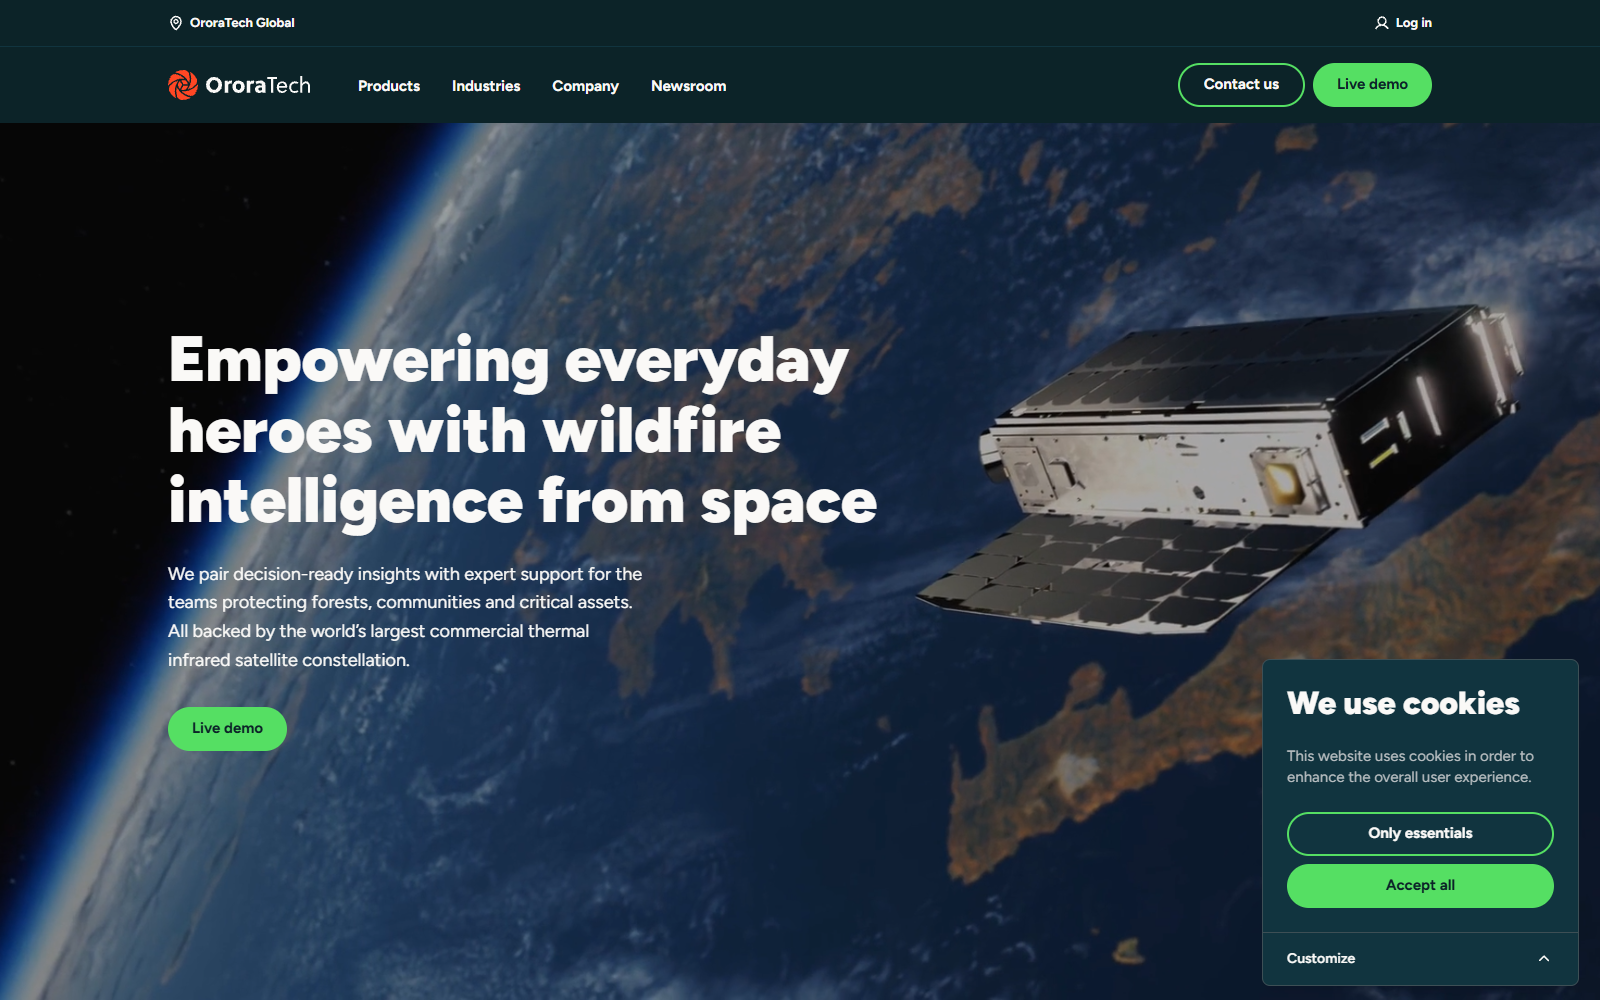 OroraTech Global
Log in
OroraTech
Products
Industries
Company
Newsroom
Contact us
Live demo
Empowering everyday
heroes with wildfire
intelligence from space
We pair decision-ready insights with expert support for the
teams protecting forests, communities and critical assets.
All backed by the world’s largest commercial thermal
infrared satellite constellation.
Live demo
We use cookies
This website uses cookies in order to
enhance the overall user experience.
Only essentials
Accept all
Customize